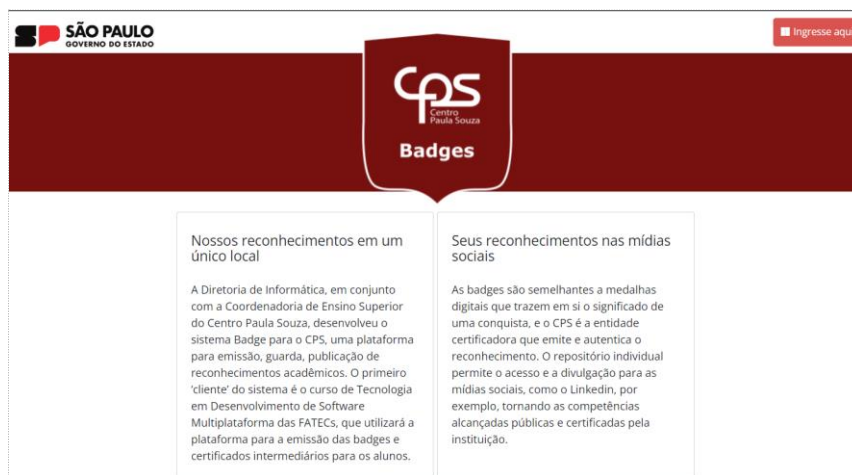 SÃO PAULO
GOVERNO DO ESTADO
Ingresse aqui
CPS
Centro
Paula Souza
Badges
Nossos reconhecimentos em um
único local
A Diretoria de Informática, em conjunto
com a Coordenadoria de Ensino Superior
do Centro Paula Souza, desenvolveu o
sistema Badge para o CPS, uma plataforma
para emissão, guarda, publicação de
reconhecimentos acadêmicos. O primeiro
'cliente' do sistema é o curso de Tecnologia
em Desenvolvimento de Software
Multiplataforma das FATECs, que utilizará a
plataforma para a emissão das badges e
certificados intermediários para os alunos.
Seus reconhecimentos nas mídias
sociais
As badges são semelhantes a medalhas
digitais que trazem em si o significado de
uma conquista, e o CPS é a entidade
certificadora que emite e autentica o
reconhecimento. O repositório individual
permite o acesso e a divulgação para as
mídias sociais, como o Linkedin, por
exemplo, tornando as competências
alcançadas públicas e certificadas pela
instituição.